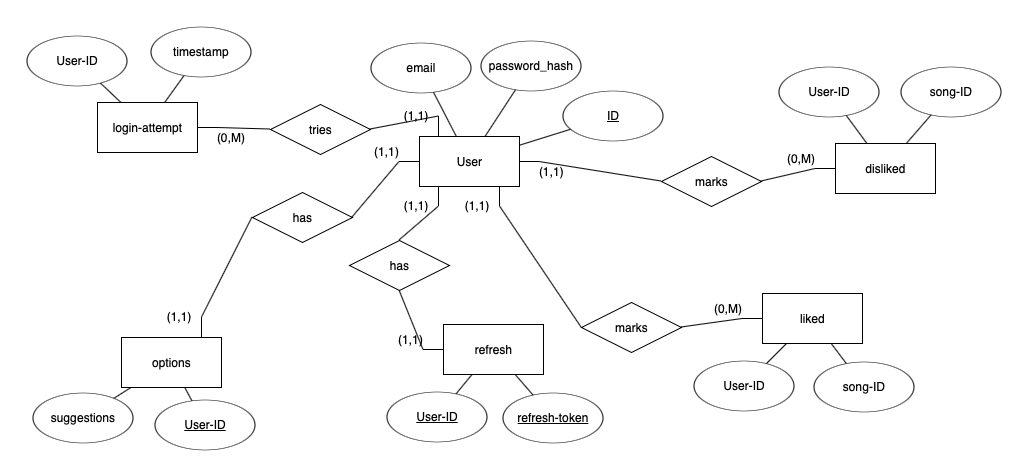 User-ID
timestamp
email
password_hash
ID
User-ID
song-ID
login-attempt
(0,M)
tries
(1,1)
(1,1)
User
(1,1)
marks
(0,M)
disliked
has
(1,1)
(1,1)
has
(1,1)
options
suggestions
User-ID
(1,1)
refresh
User-ID
refresh-token
marks
(0,M)
liked
User-ID
song-ID